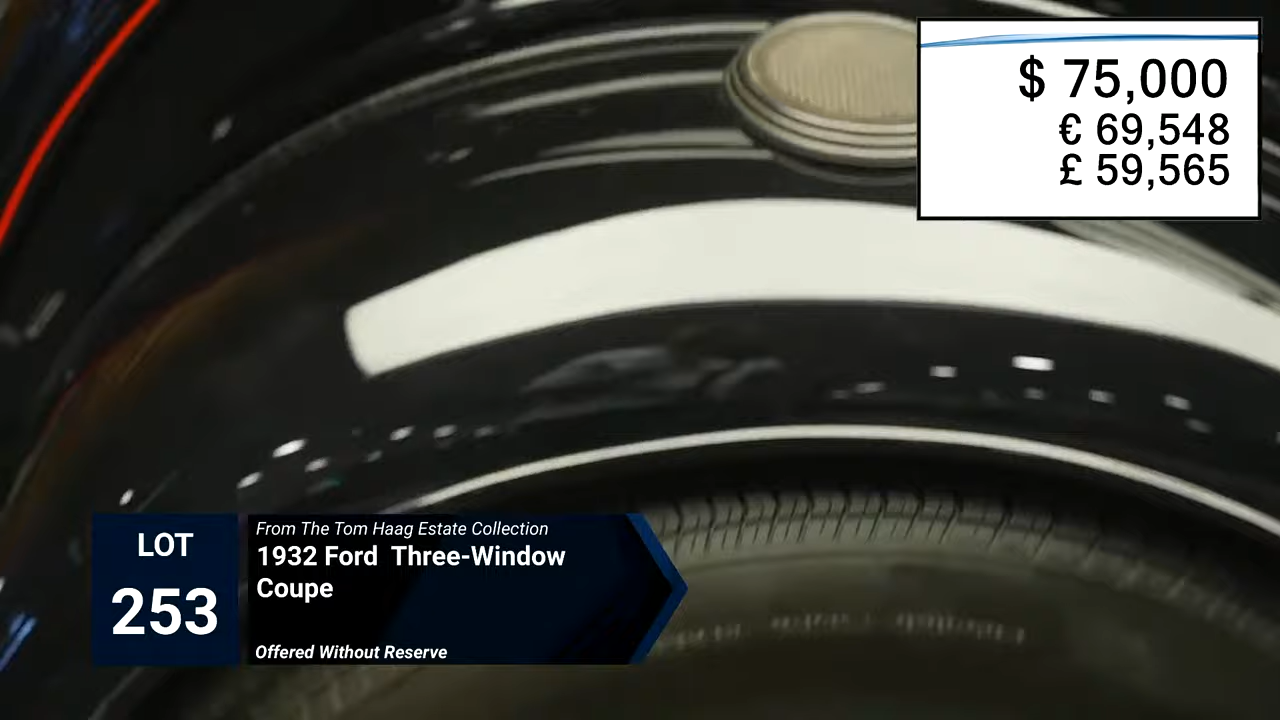 $ 75,000
€ 69,548
£ 59,565
LOT
253
From The Tom Haag Estate Collection
1932 Ford Three-Window
Coupe
Offered Without Reserve